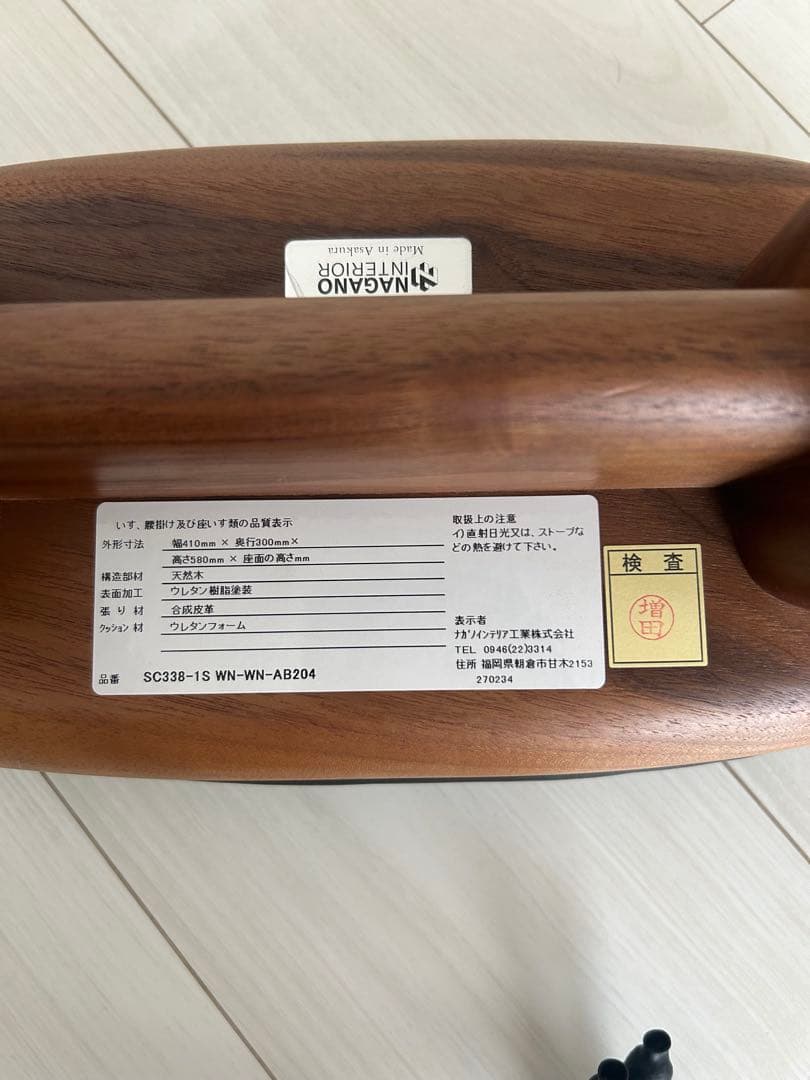 NAGANO
INTERIOR
Made in Asakura
いす、腰掛け及び座いす類の品質表示
外形寸法 幅410mm × 奥行300mm×
高さ580mm × 座面の高さmm
構造部材 天然木
表面加工 ウレタン樹脂塗装
張り材 合成皮革
クッション材 ウレタンフォーム
品番 SC338-1S WN-WN-AB204
取扱上の注意
イ)直射日光又は、ストーブな
どの熱を避けて下さい。
表示者
ナガノインテリア工業株式会社
TEL 0946(22)3314
住所 福岡県朝倉市甘木2153
270234
検査
増田